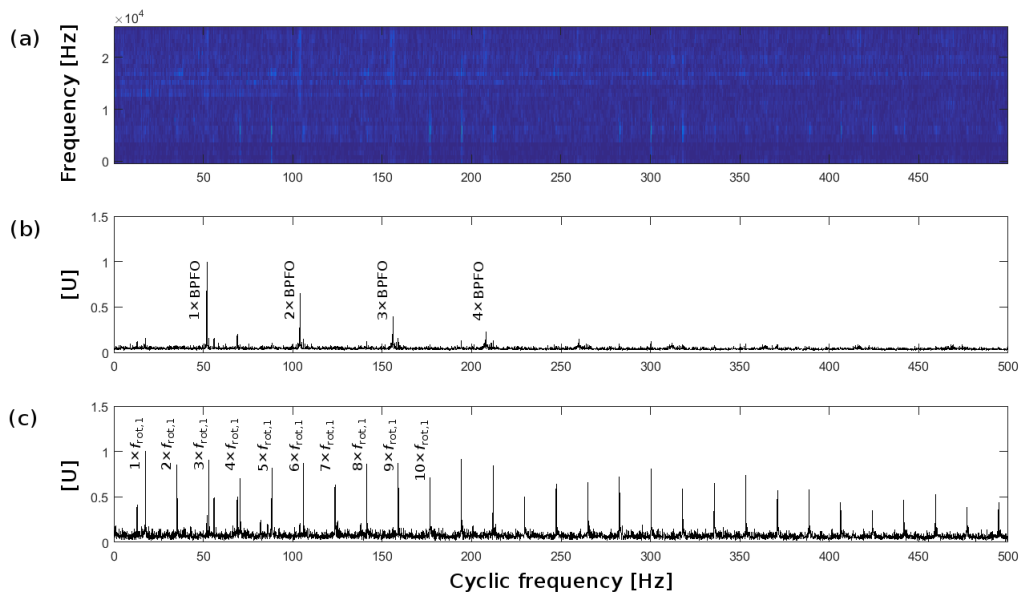 (a)
×10⁴
Frequency [Hz]
2
1
0
50 100 150 200 250 300 350 400 450
(b)
[U]
1.5
1
0.5
0
1×BPFO
2×BPFO
3×BPFO
4×BPFO
0 50 100 150 200 250 300 350 400 450 500
(c)
[U]
1.5
1
0.5
0
1×f_rot,1
2×f_rot,1
3×f_rot,1
4×f_rot,1
5×f_rot,1
6×f_rot,1
7×f_rot,1
8×f_rot,1
9×f_rot,1
10×f_rot,1
0 50 100 150 200 250 300 350 400 450 500
Cyclic frequency [Hz]